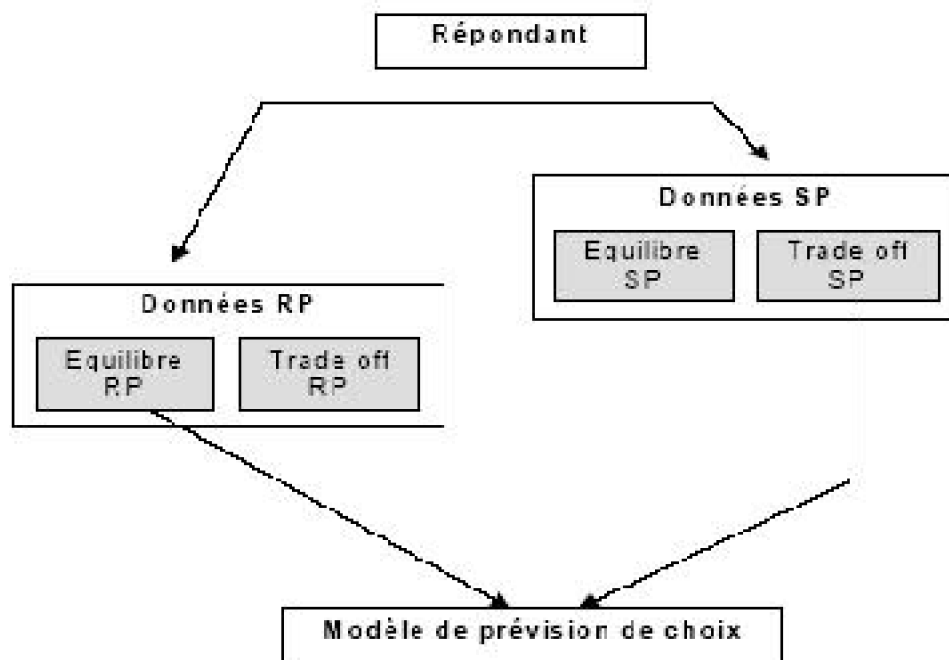 Répondant
Données SP
Equilibre
SP
Trade off
SP
Données RP
Equilibre
RP
Trade off
RP
Modèle de prévision de choix